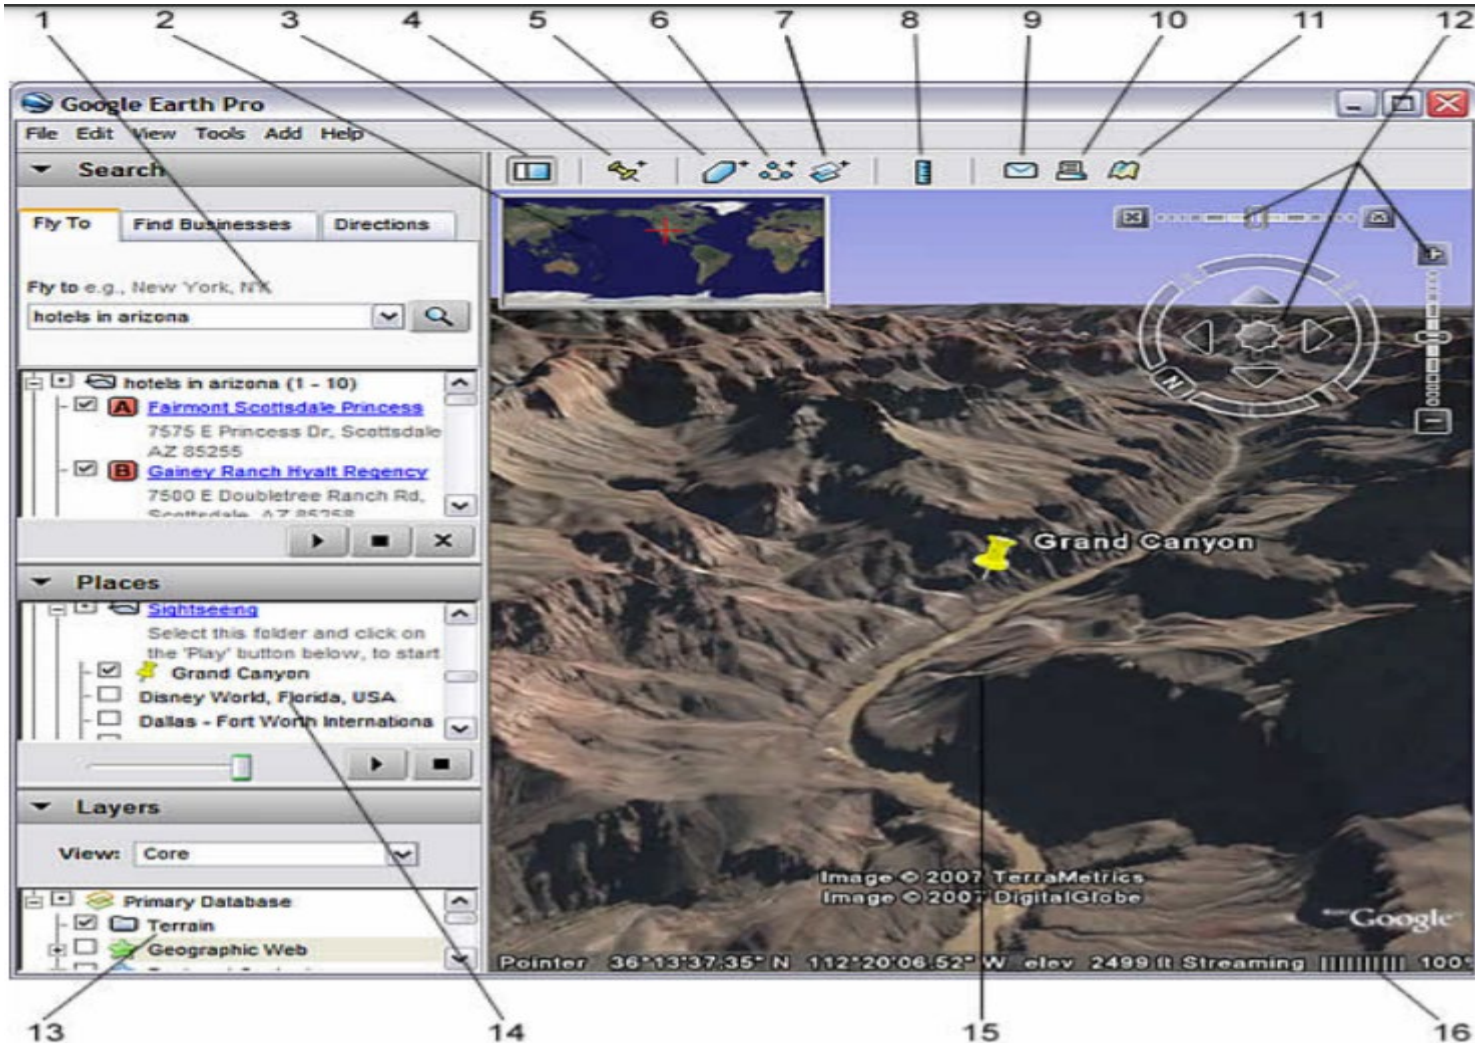 1 2 3 4 5 6 7 8 9 10 11 12
Google Earth Pro
File Edit View Tools Add Help
Search
Fly To Find Businesses Directions
Fly to e.g., New York, NY
hotels in arizona
hotels in arizona (1 - 10)
A Fairmont Scottsdale Princess
7575 E Princess Dr, Scottsdale
AZ 85255
B Gainey Ranch Hyatt Regency
7500 E Doubletree Ranch Rd,
Scottsdale, AZ 85258
Places
Sightseeing
Select this folder and click on
the 'Play' button below, to start
Grand Canyon
Disney World, Florida, USA
Dallas - Fort Worth Internationa
Layers
View: Core
Primary Database
Terrain
Geographic Web
N
Grand Canyon
Image © 2007 TerraMetrics
Image © 2007 DigitalGlobe
Google
Pointer 36°13'37.35" N 112°20'06.52" W elev 2499 ft Streaming |||||||||| 100°
13 14 15 16